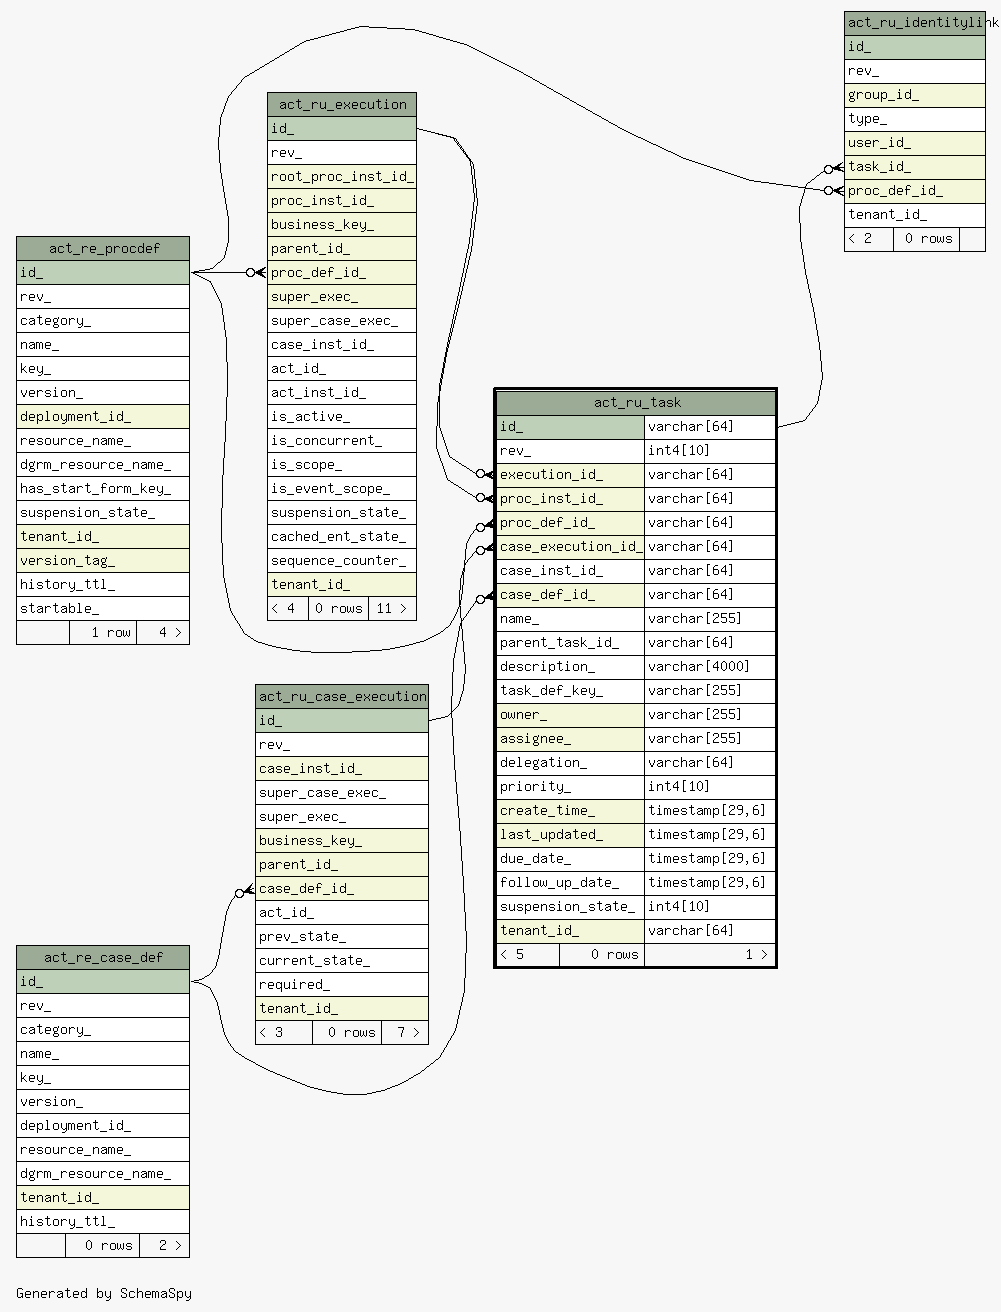 act_ru_identitylink
id_
rev_
group_id_
type_
user_id_
task_id_
proc_def_id_
tenant_id_
< 2 0 rows
act_ru_execution
id_
rev_
root_proc_inst_id_
proc_inst_id_
business_key_
parent_id_
proc_def_id_
super_exec_
super_case_exec_
case_inst_id_
act_id_
act_inst_id_
is_active_
is_concurrent_
is_scope_
is_event_scope_
suspension_state_
cached_ent_state_
sequence_counter_
tenant_id_
< 4 0 rows 11 >
act_re_procdef
id_
rev_
category_
name_
key_
version_
deployment_id_
resource_name_
dgrm_resource_name_
has_start_form_key_
suspension_state_
tenant_id_
version_tag_
history_ttl_
startable_
1 row 4 >
act_ru_task
id_ varchar[64]
rev_ int4[10]
execution_id_ varchar[64]
proc_inst_id_ varchar[64]
proc_def_id_ varchar[64]
case_execution_id_ varchar[64]
case_inst_id_ varchar[64]
case_def_id_ varchar[64]
name_ varchar[255]
parent_task_id_ varchar[64]
description_ varchar[4000]
task_def_key_ varchar[255]
owner_ varchar[255]
assignee_ varchar[255]
delegation_ varchar[64]
priority_ int4[10]
create_time_ timestamp[29,6]
last_updated_ timestamp[29,6]
due_date_ timestamp[29,6]
follow_up_date_ timestamp[29,6]
suspension_state_ int4[10]
tenant_id_ varchar[64]
< 5 0 rows 1 >
act_ru_case_execution
id_
rev_
case_inst_id_
super_case_exec_
super_exec_
business_key_
parent_id_
case_def_id_
act_id_
prev_state_
current_state_
required_
tenant_id_
< 3 0 rows 7 >
act_re_case_def
id_
rev_
category_
name_
key_
version_
deployment_id_
resource_name_
dgrm_resource_name_
tenant_id_
history_ttl_
0 rows 2 >
Generated by SchemaSpy